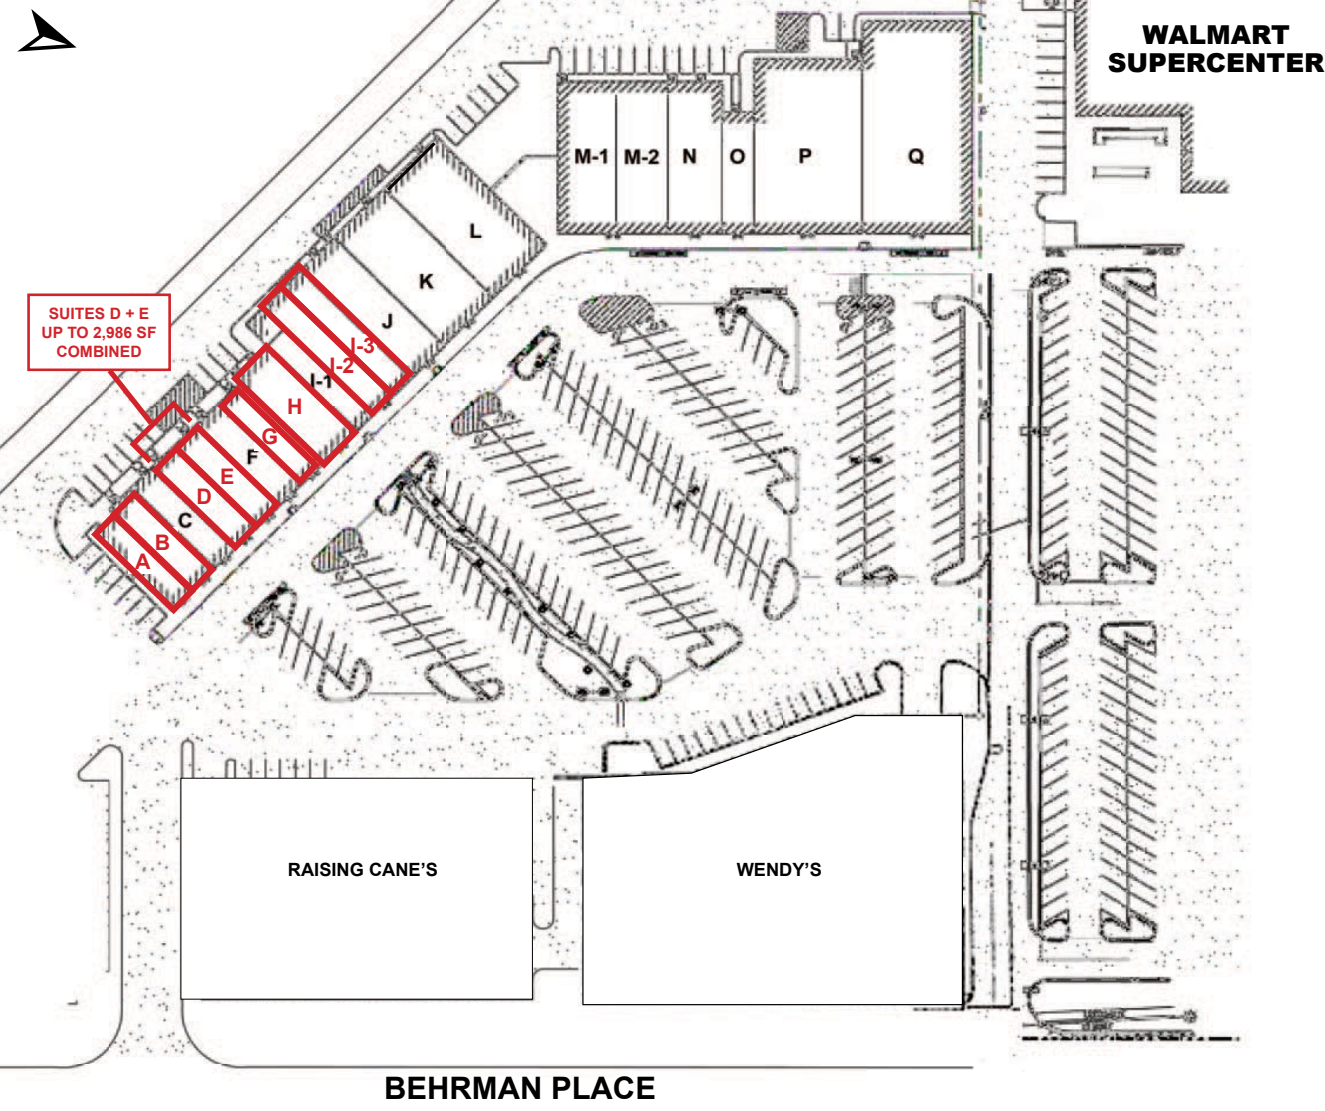 WALMART
SUPERCENTER
M-1
M-2
N
O
P
Q
L
K
J
I-3
I-2
I-1
H
G
F
E
D
C
B
A
SUITES D + E
UP TO 2,986 SF
COMBINED
RAISING CANE'S
WENDY'S
BEHRMAN PLACE